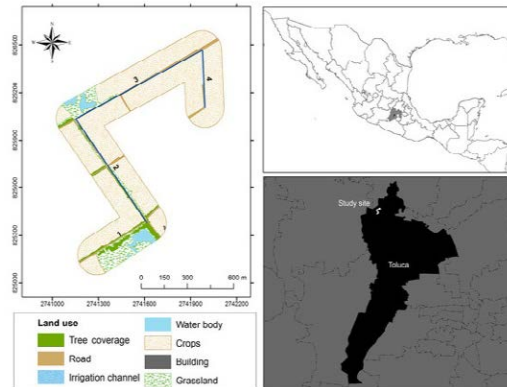 N
3
4
2
1
0 150 300 600 m
2741000 2741300 2741600 2741900 2742200
Land use
Tree coverage
Road
Irrigation channel
Water body
Crops
Building
Grassland
Study site
Toluca